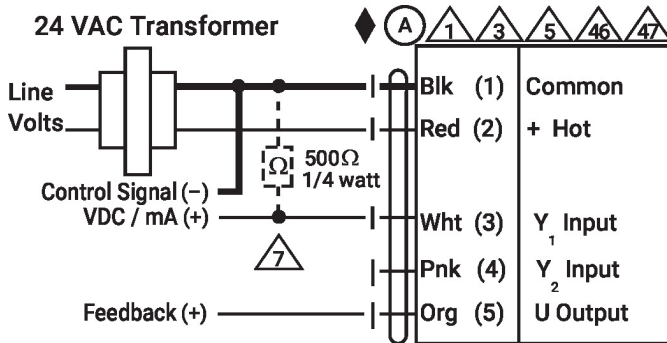 24 VAC Transformer
A 1 3 5 46 47
Line
Volts
Blk (1) Common
Red (2) + Hot
Ω 500Ω
1/4 watt
Control Signal (−)
VDC / mA (+)
Wht (3) Y1 Input
7
Pnk (4) Y2 Input
Feedback (+)
Org (5) U Output